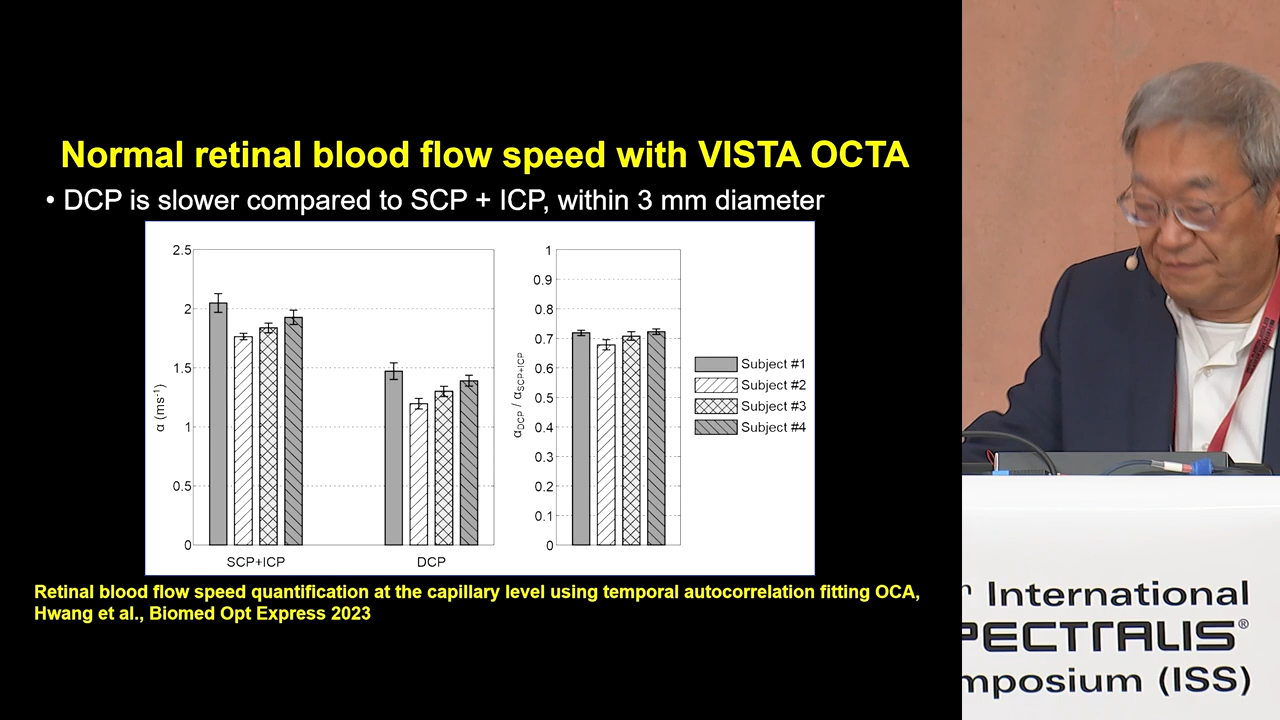 Normal retinal blood flow speed with VISTA OCTA
• DCP is slower compared to SCP + ICP, within 3 mm diameter
2.5
2
1.5
1
0.5
0
α (ms⁻¹)
SCP+ICP
DCP
1
0.9
0.8
0.7
0.6
0.5
0.4
0.3
0.2
0.1
0
αDCP / αSCP+ICP
Subject #1
Subject #2
Subject #3
Subject #4
Retinal blood flow speed quantification at the capillary level using temporal autocorrelation fitting OCA,
Hwang et al., Biomed Opt Express 2023
International
PECTRALIS®
mposium (ISS)